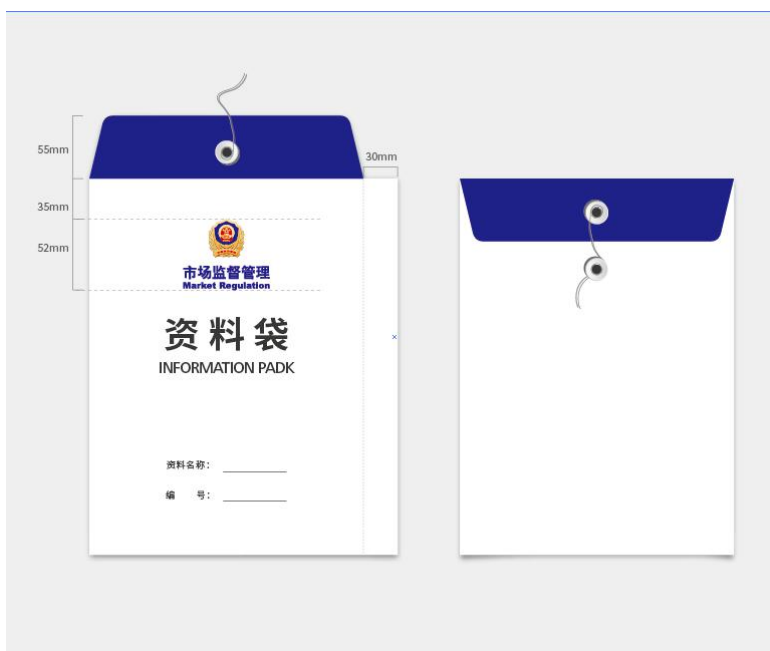 55mm
30mm
35mm
52mm
市场监督管理
Market Regulation
资料袋
INFORMATION PADK
资料名称：
编 号：